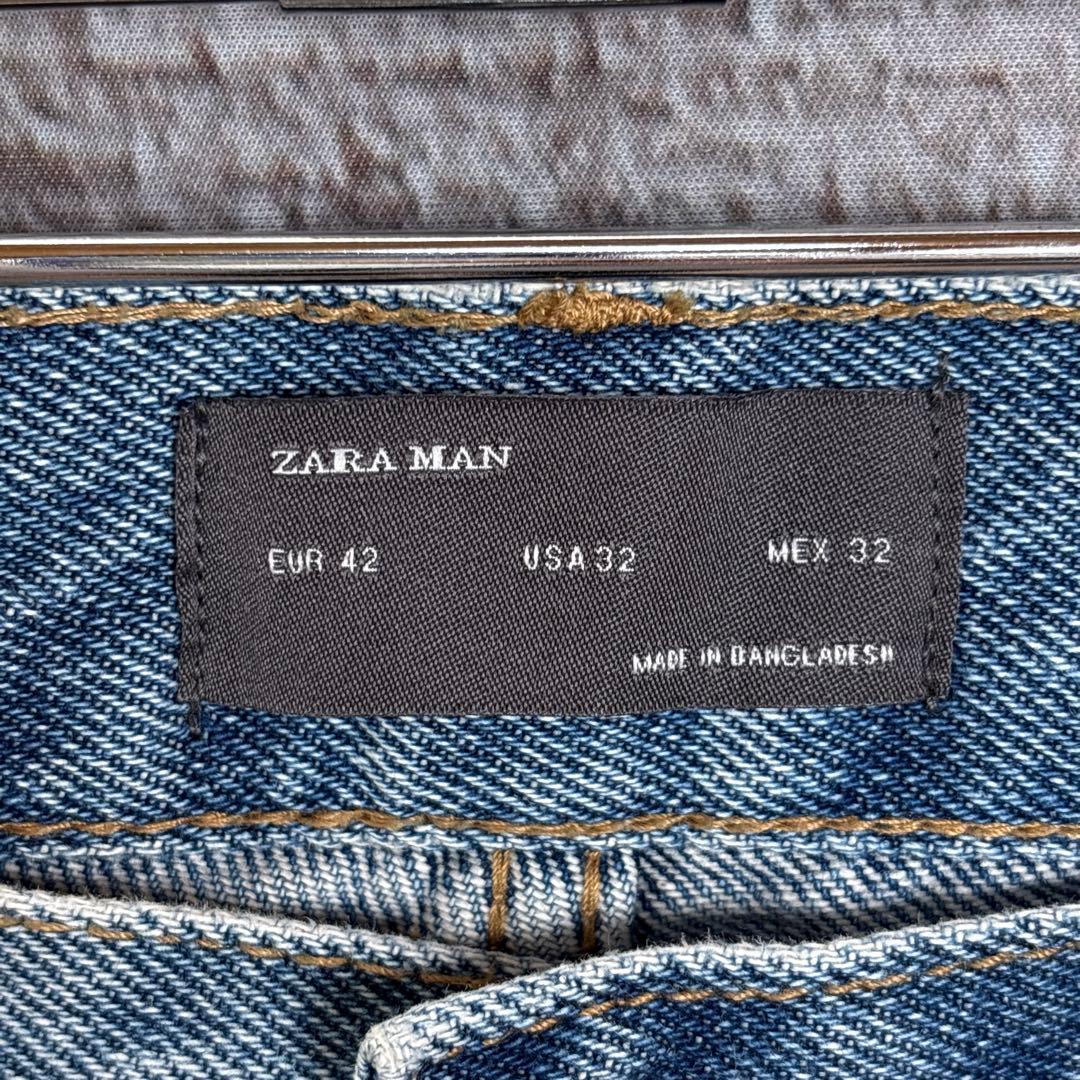 ZARA MAN
EUR 42 USA 32 MEX 32
MADE IN BANGLADESH